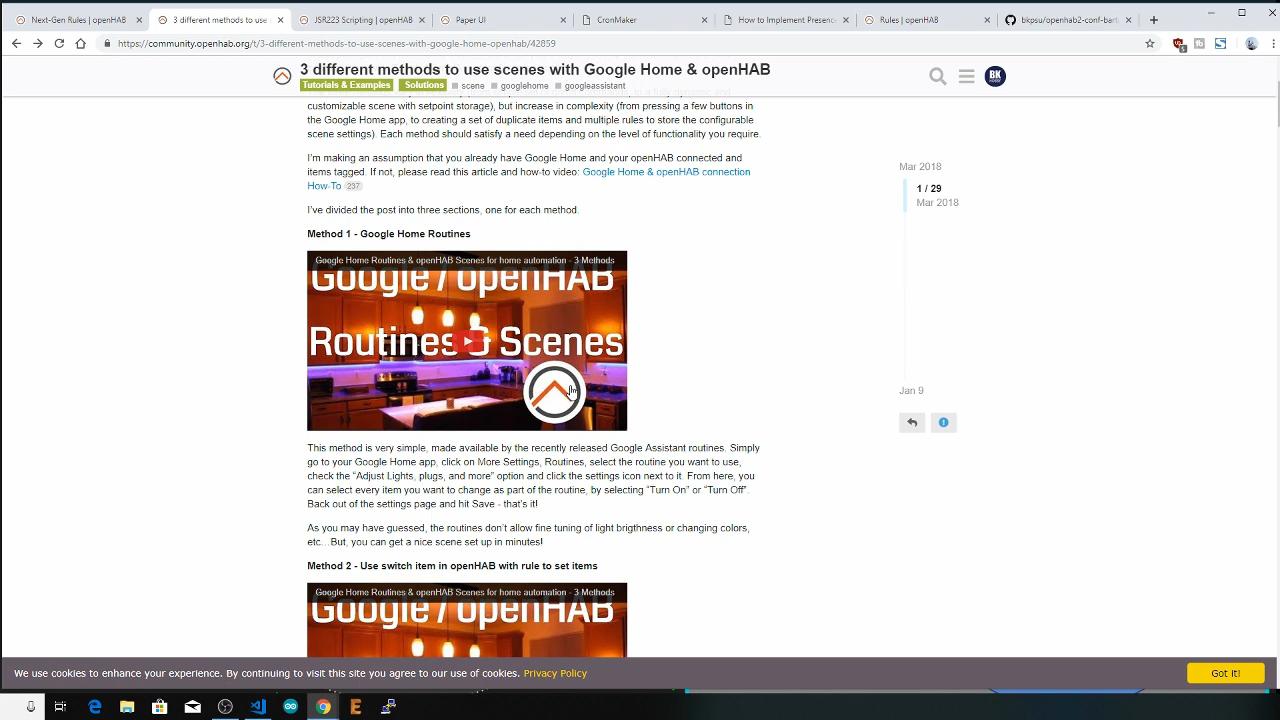 Next-Gen Rules | openHAB
3 different methods to use
JSR223 Scripting | openHAB
Paper UI
CronMaker
How to Implement Presenc
Rules | openHAB
bkpsu/openhab2-conf-bart
https://community.openhab.org/t/3-different-methods-to-use-scenes-with-google-home-openhab/42859
3 different methods to use scenes with Google Home & openHAB
Tutorials & Examples Solutions scene googlehome googleassistant
BK
customizable scene with setpoint storage), but increase in complexity (from pressing a few buttons in
the Google Home app, to creating a set of duplicate items and multiple rules to store the configurable
scene settings). Each method should satisfy a need depending on the level of functionality you require.
I'm making an assumption that you already have Google Home and your openHAB connected and
items tagged. If not, please read this article and how-to video: Google Home & openHAB connection
How-To 237
I've divided the post into three sections, one for each method.
Method 1 - Google Home Routines
Google Home Routines & openHAB Scenes for home automation - 3 Methods
Google / openHAB
Routines & Scenes
This method is very simple, made available by the recently released Google Assistant routines. Simply
go to your Google Home app, click on More Settings, Routines, select the routine you want to use,
check the “Adjust Lights, plugs, and more” option and click the settings icon next to it. From here, you
can select every item you want to change as part of the routine, by selecting “Turn On” or “Turn Off”.
Back out of the settings page and hit Save - that's it!
As you may have guessed, the routines don't allow fine tuning of light brigthness or changing colors,
etc...But, you can get a nice scene set up in minutes!
Method 2 - Use switch item in openHAB with rule to set items
Google Home Routines & openHAB Scenes for home automation - 3 Methods
Google / openHAB
Mar 2018
1 / 29
Mar 2018
Jan 9
We use cookies to enhance your experience. By continuing to visit this site you agree to our use of cookies. Privacy Policy
Got it!